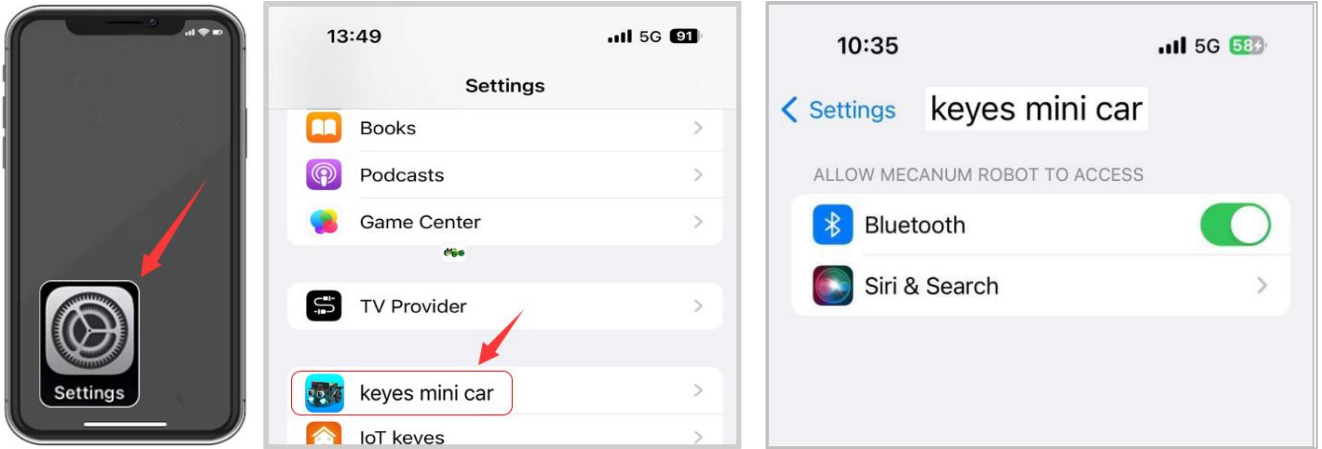 Settings
13:49
5G 91
Settings
Books
Podcasts
Game Center
TV Provider
keyes mini car
IoT keyes
10:35
5G 58
Settings keyes mini car
ALLOW MECANUM ROBOT TO ACCESS
Bluetooth
Siri & Search